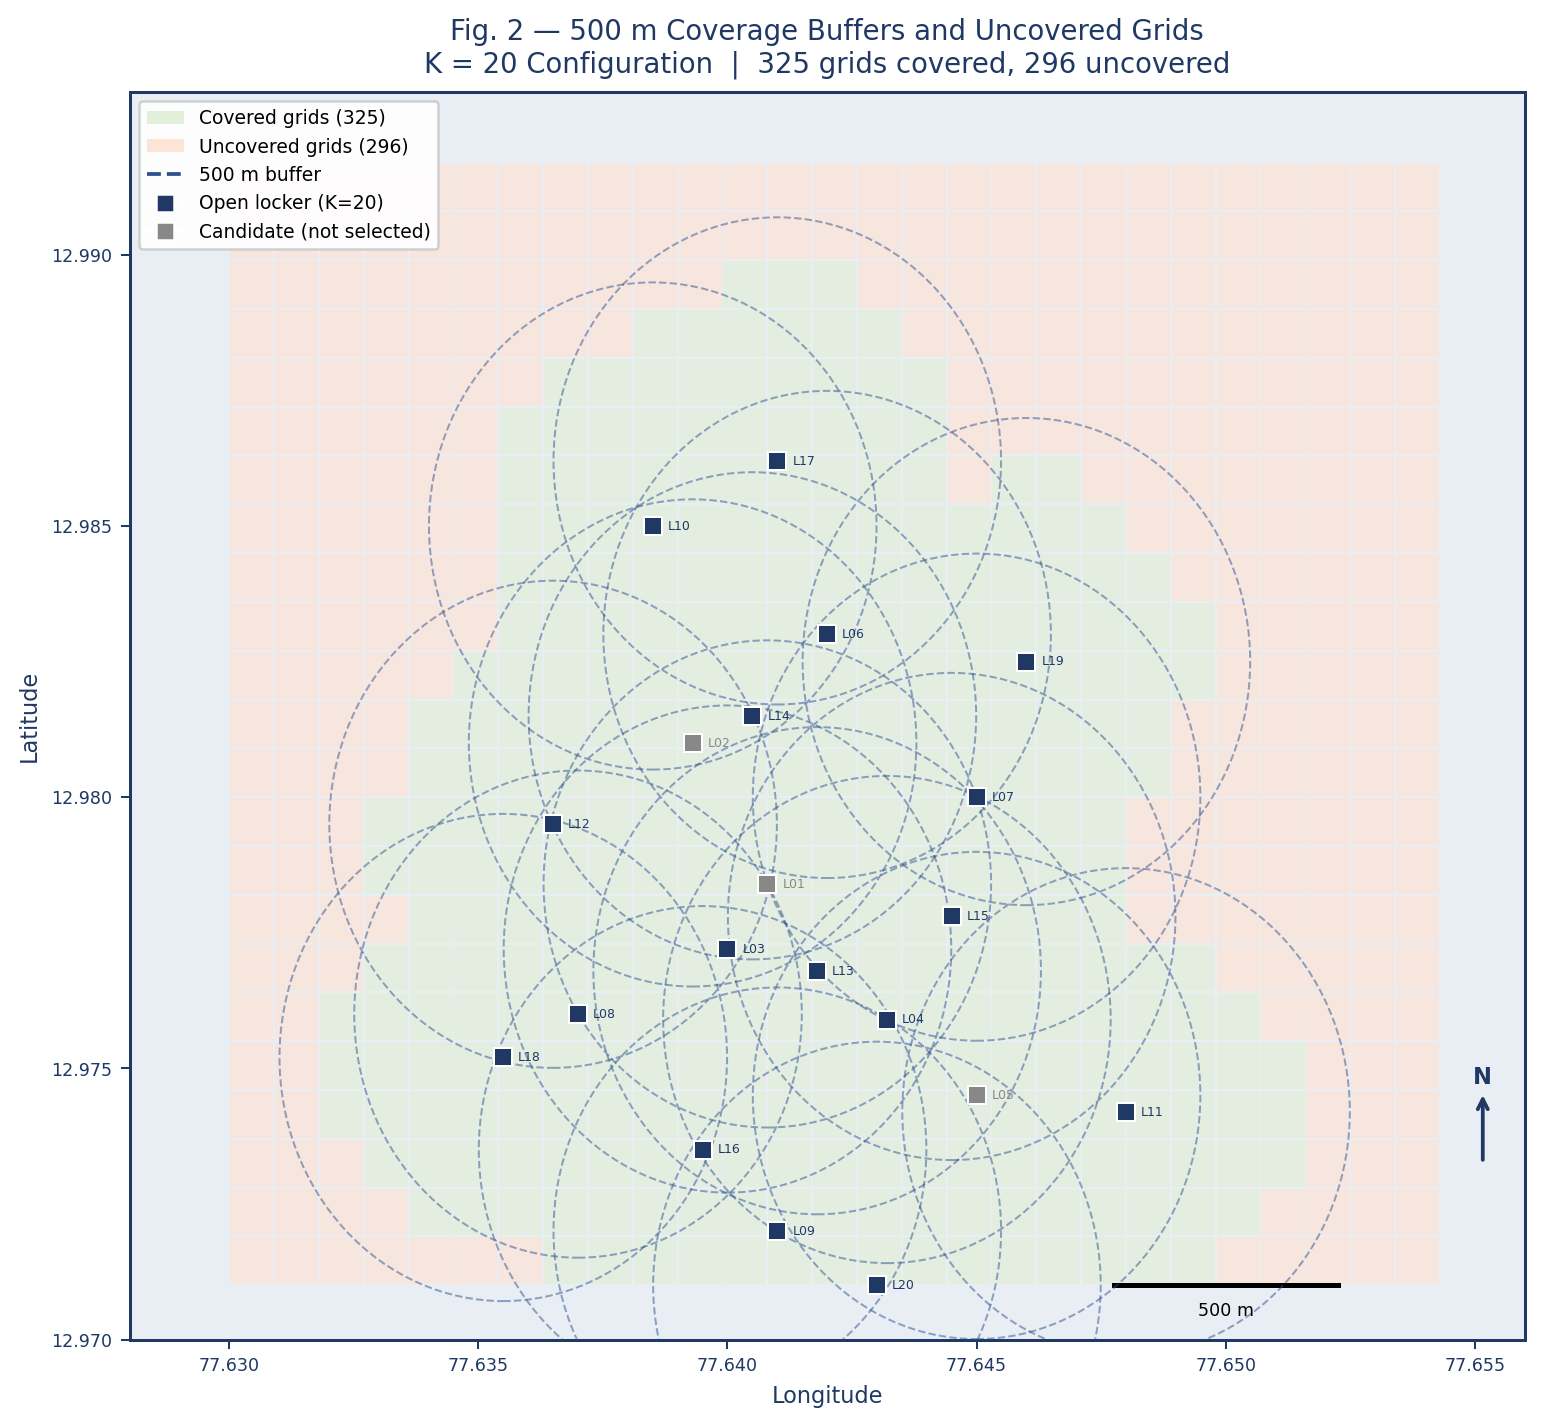 Fig. 2 — 500 m Coverage Buffers and Uncovered Grids
K = 20 Configuration | 325 grids covered, 296 uncovered
Covered grids (325)
Uncovered grids (296)
500 m buffer
Open locker (K=20)
Candidate (not selected)
12.990
12.985
12.980
12.975
12.970
Latitude
L17
L10
L06
L19
L14
L02
L07
L12
L01
L15
L03
L13
L08
L04
L18
L05
L11
L16
L09
L20
N
500 m
77.630
77.635
77.640
77.645
77.650
77.655
Longitude